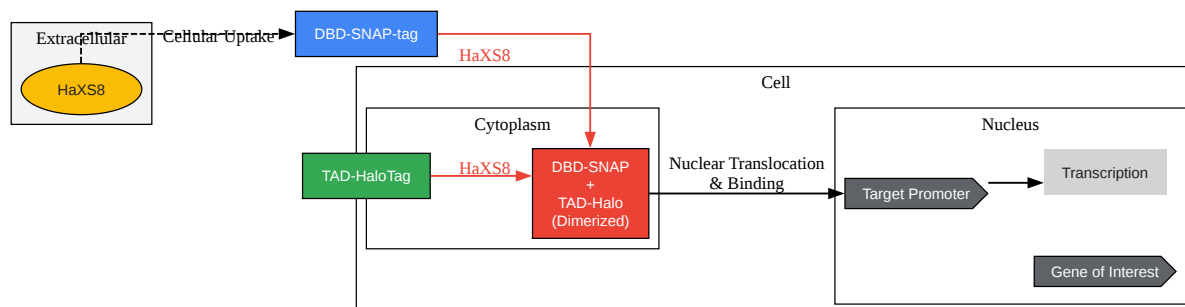 Extracellular
HaXS8
Cellular Uptake
DBD-SNAP-tag
HaXS8
Cell
Cytoplasm
TAD-HaloTag
HaXS8
DBD-SNAP
+
TAD-Halo
(Dimerized)
Nuclear Translocation
& Binding
Nucleus
Target Promoter
Transcription
Gene of Interest